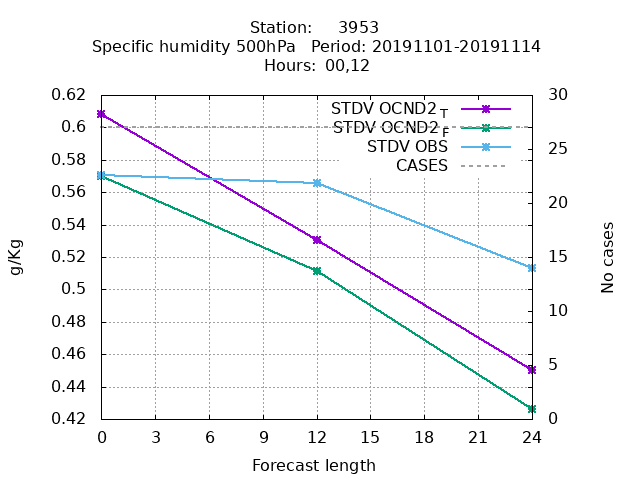 Station: 3953
Specific humidity 500hPa Period: 20191101-20191114
Hours: 00,12
0.62
0.6
0.58
0.56
0.54
0.52
0.5
0.48
0.46
0.44
0.42
g/Kg
STDV OCND2 T
STDV OCND2 F
STDV OBS
CASES
30
25
20
15
10
5
0
No cases
0 3 6 9 12 15 18 21 24
Forecast length